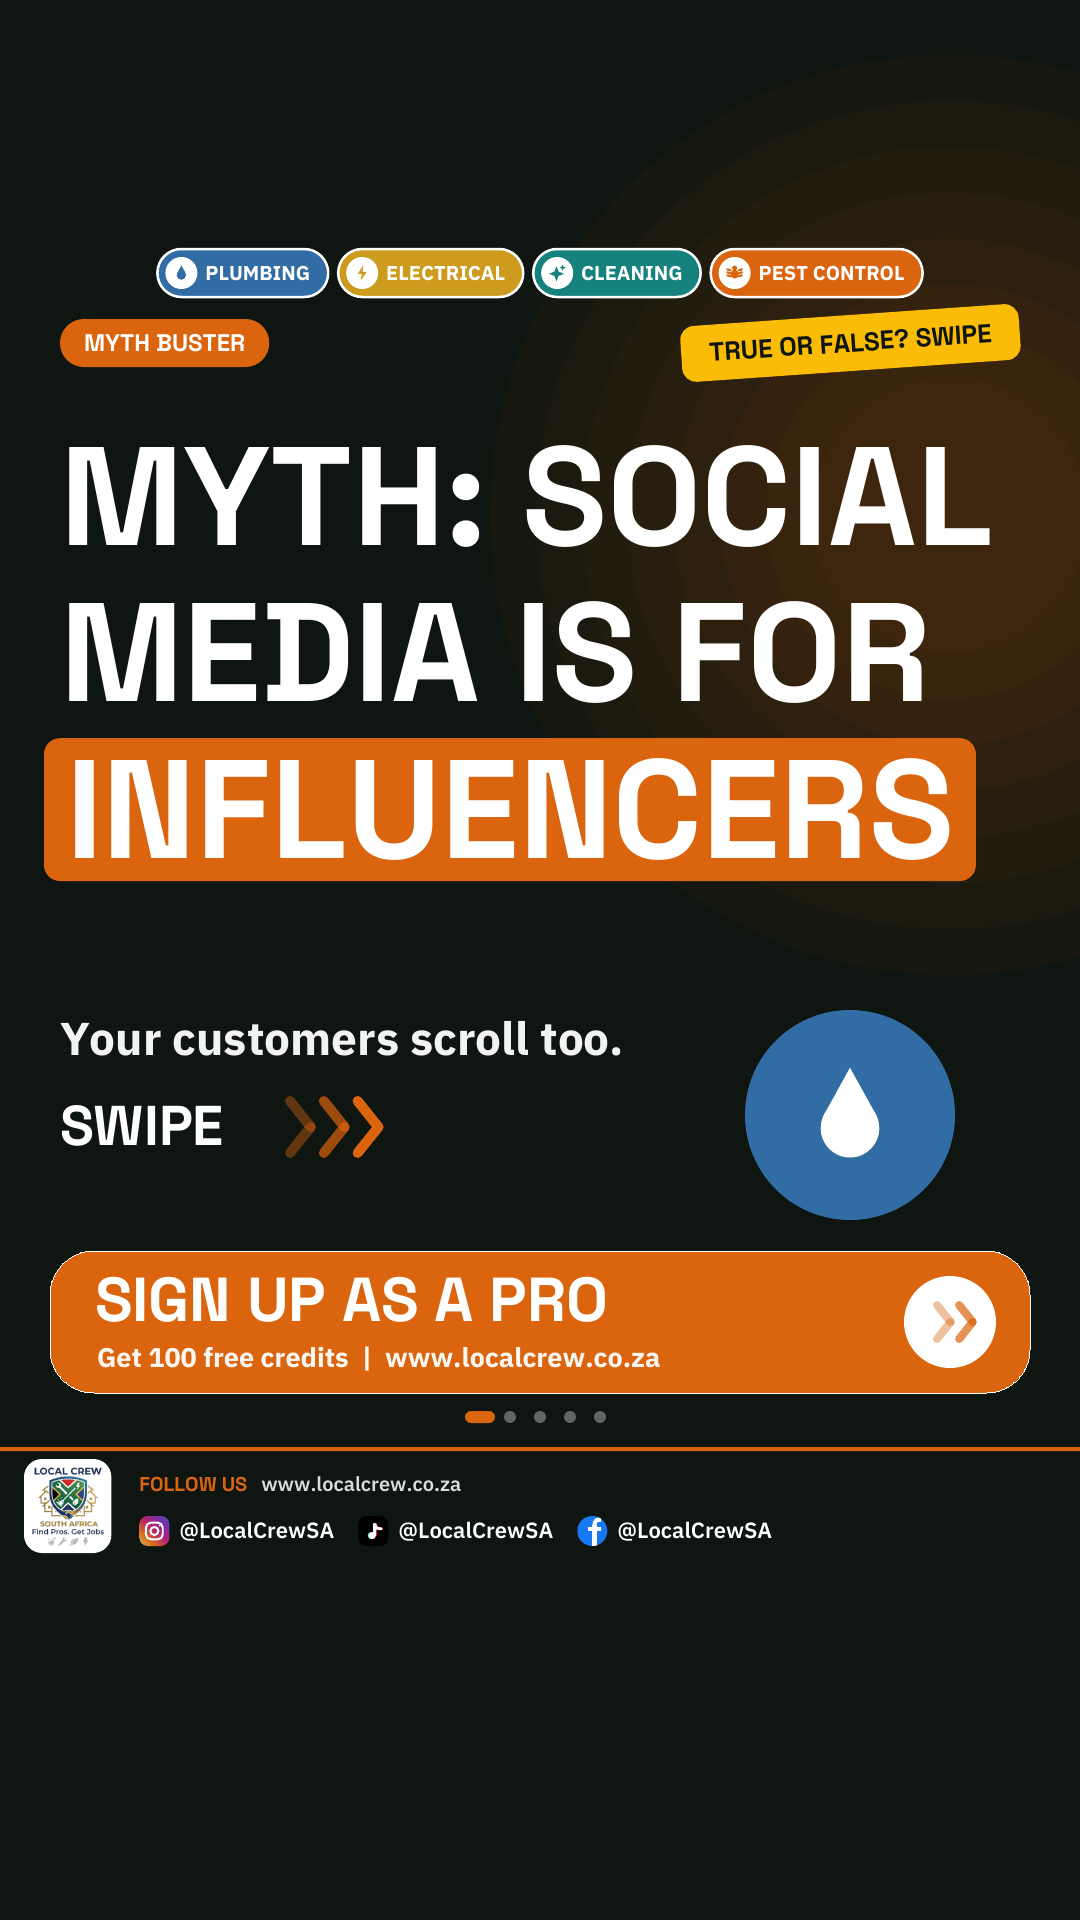 PLUMBING ELECTRICAL CLEANING PEST CONTROL
MYTH BUSTER
TRUE OR FALSE? SWIPE
MYTH: SOCIAL
MEDIA IS FOR
INFLUENCERS
Your customers scroll too.
SWIPE
SIGN UP AS A PRO
Get 100 free credits | www.localcrew.co.za
LOCAL CREW
SOUTH AFRICA
Find Pros. Get Jobs
FOLLOW US www.localcrew.co.za
@LocalCrewSA @LocalCrewSA @LocalCrewSA